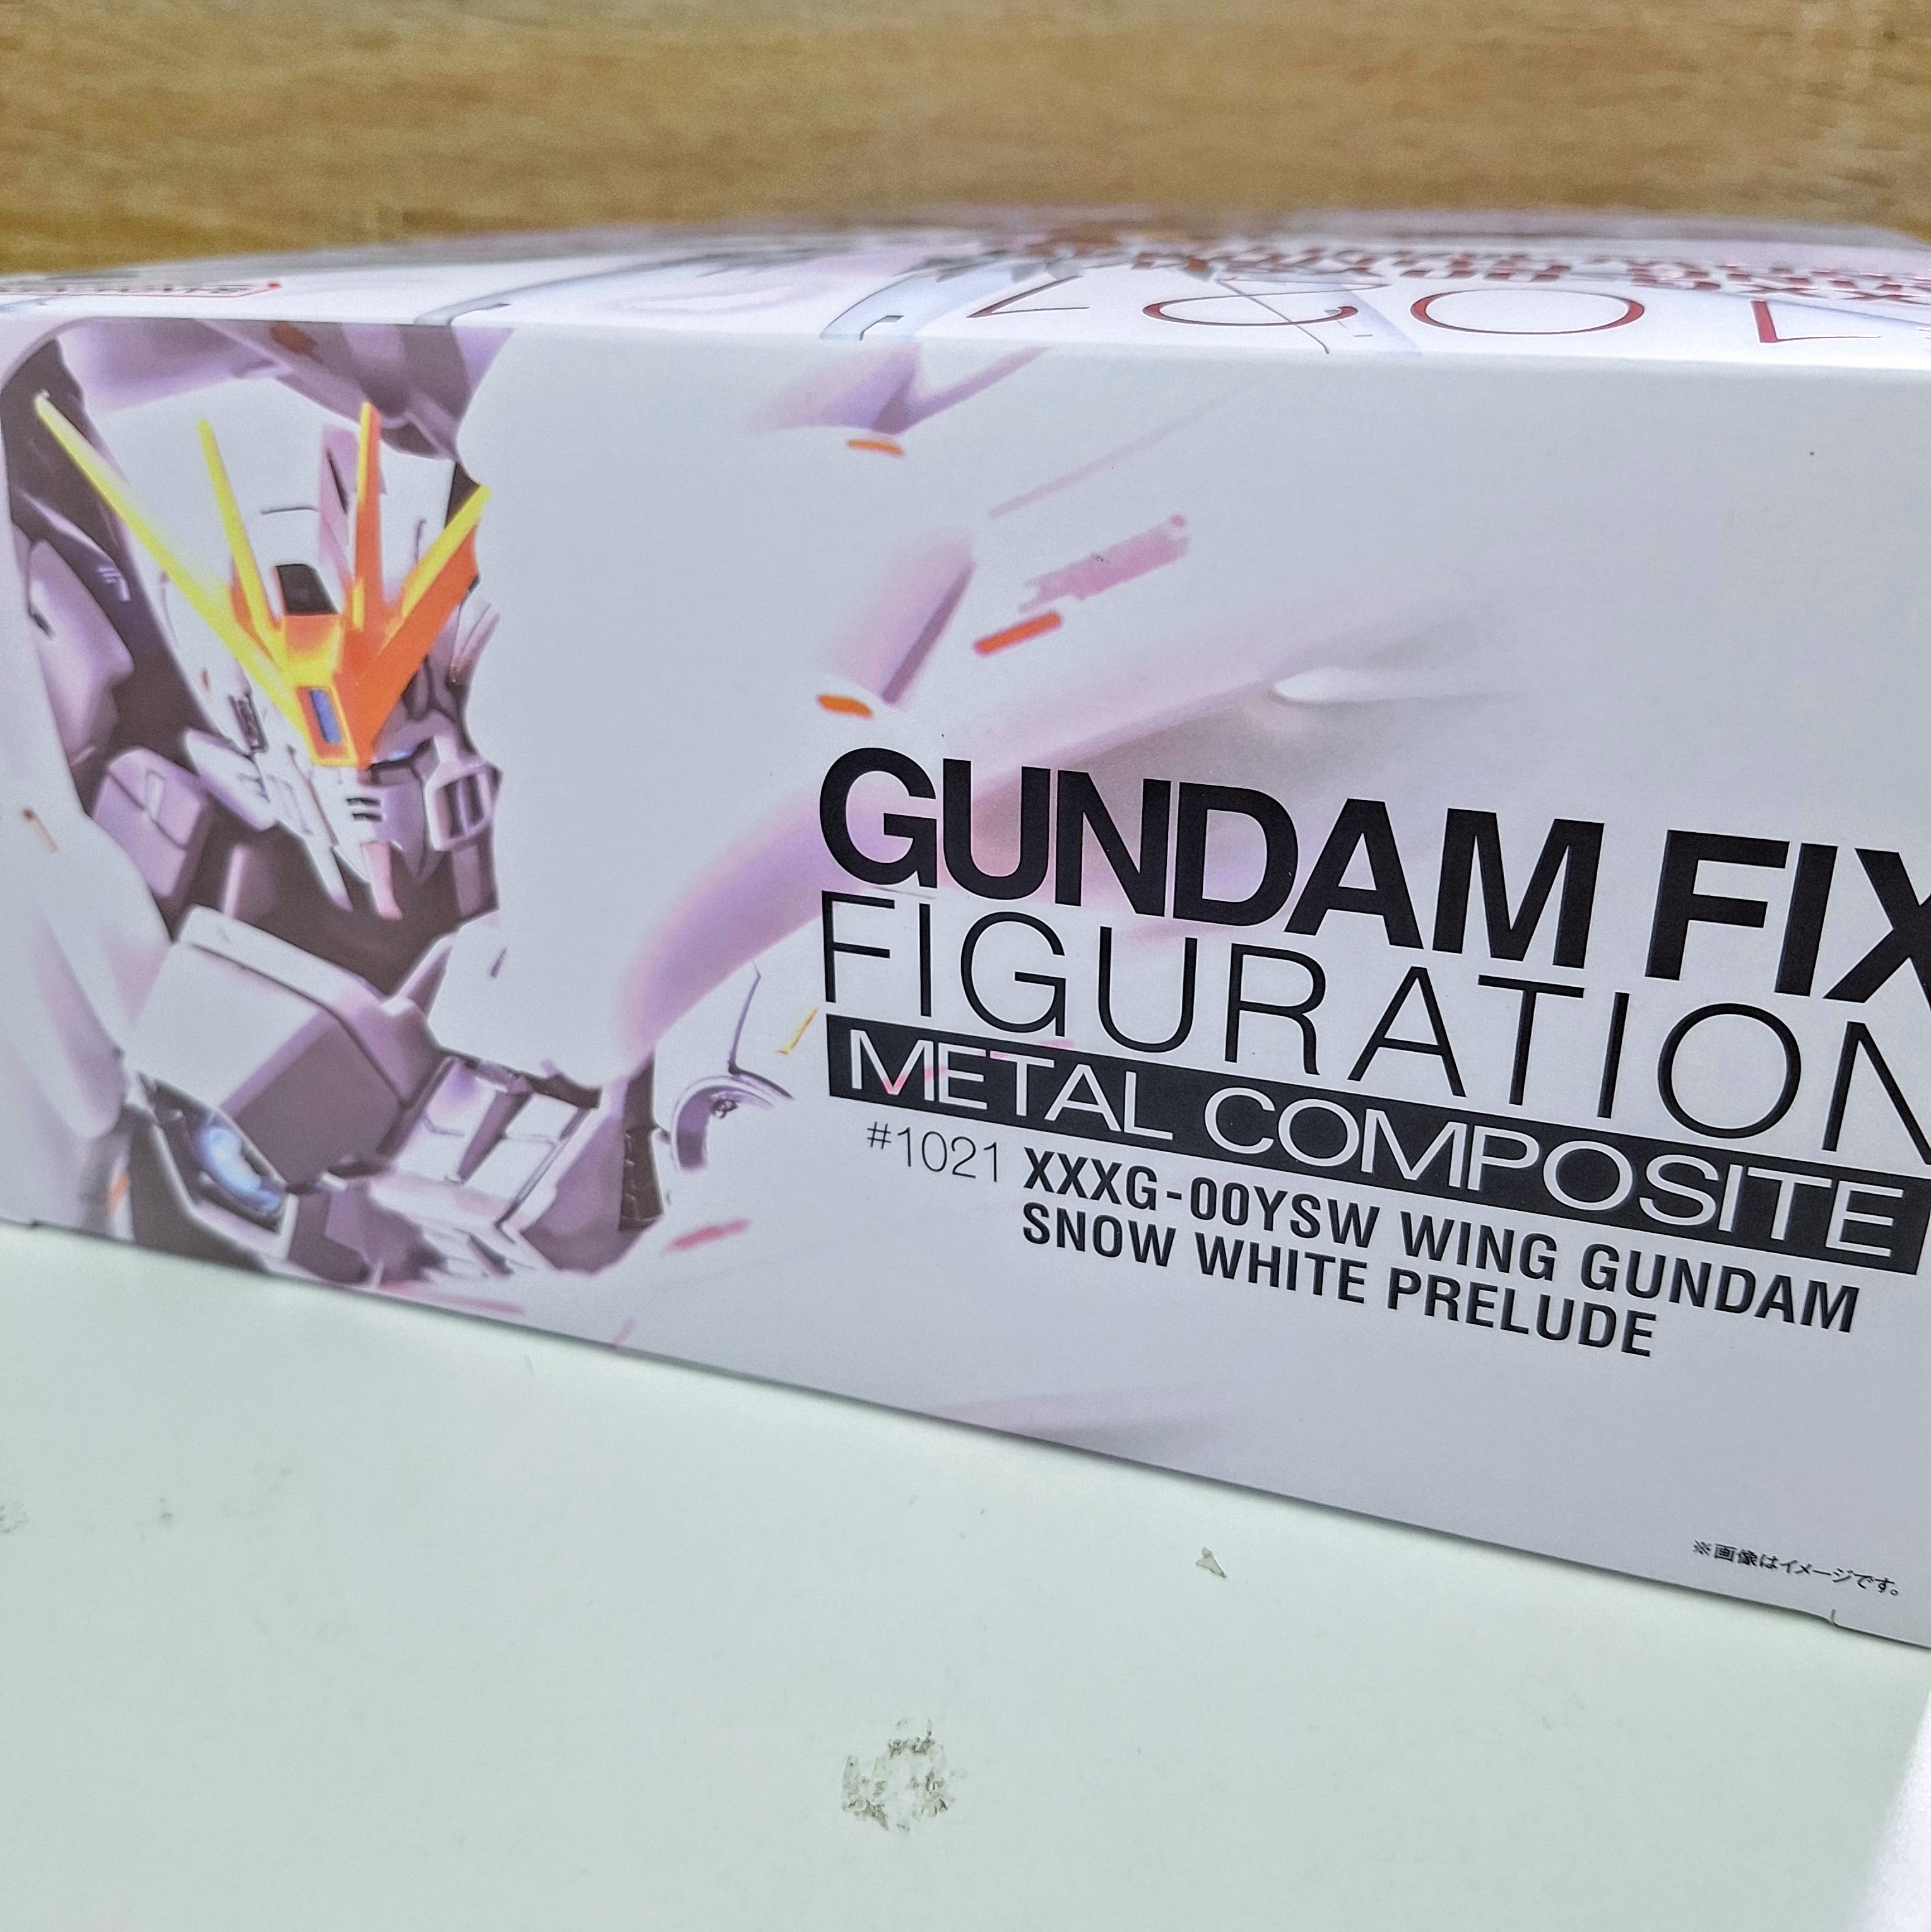 GUNDAM FIX
FIGURATION
METAL COMPOSITE
#1021 XXXG-00YSW WING GUNDAM
SNOW WHITE PRELUDE
※画像はイメージです。